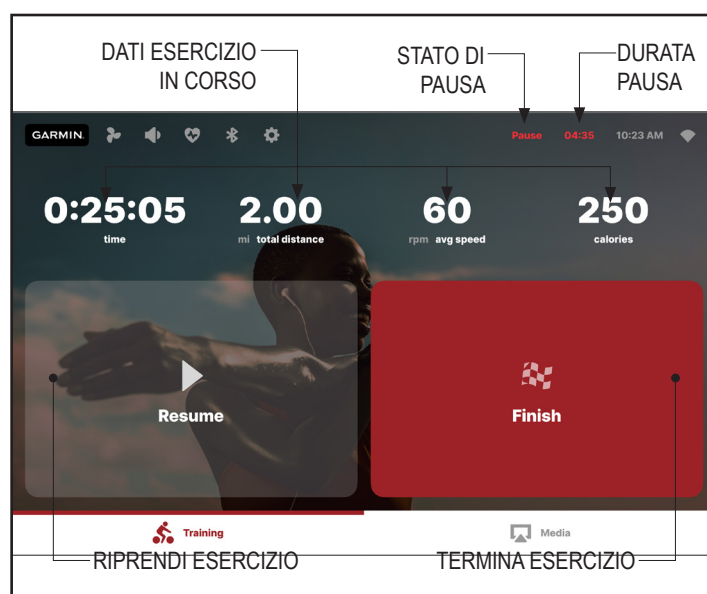 DATI ESERCIZIO
IN CORSO
STATO DI
PAUSA
DURATA
PAUSA
GARMIN.
Pause 04:35 10:23 AM
0:25:05 2.00 60 250
time mi total distance rpm avg speed calories
Resume Finish
Training Media
RIPRENDI ESERCIZIO TERMINA ESERCIZIO